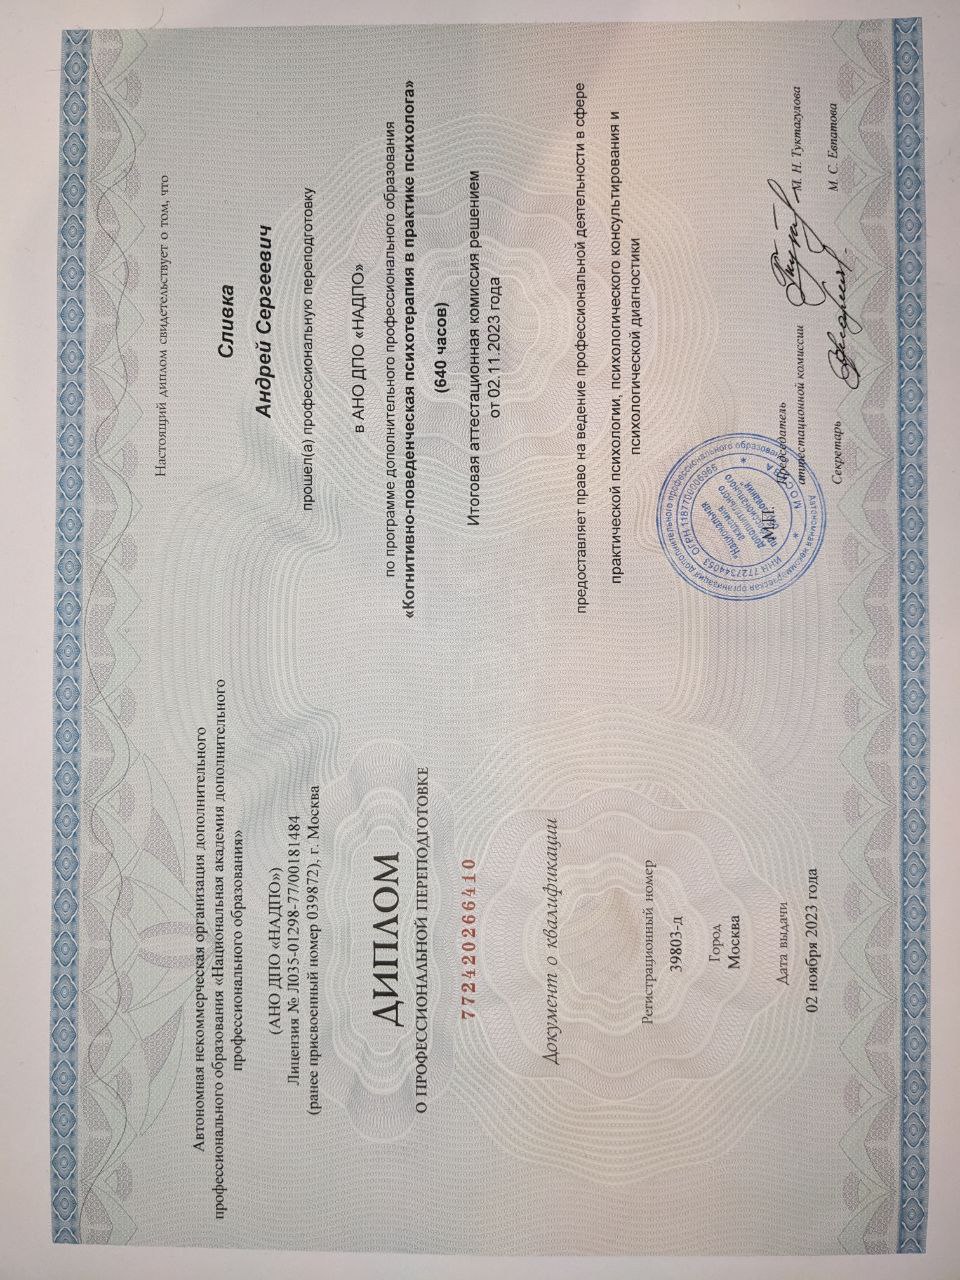 Автономная некоммерческая организация дополнительного
профессионального образования «Национальная академия дополнительного
профессионального образования»
(АНО ДПО «НАДПО»)
Лицензия № Л035-01298-77/00181484
(ранее присвоенный номер 039872), г. Москва
ДИПЛОМ
О ПРОФЕССИОНАЛЬНОЙ ПЕРЕПОДГОТОВКЕ
772420266410
Документ о квалификации
Регистрационный номер
39803-д
Город
Москва
Дата выдачи
02 ноября 2023 года
Настоящий диплом свидетельствует о том, что
Сливка
Андрей Сергеевич
прошел(а) профессиональную переподготовку
в АНО ДПО «НАДПО»
по программе дополнительного профессионального образования
«Когнитивно-поведенческая психотерапия в практике психолога»
(640 часов)
Итоговая аттестационная комиссия решением
от 02.11.2023 года
предоставляет право на ведение профессиональной деятельности в сфере
практической психологии, психологического консультирования и
психологической диагностики
Автономная некоммерческая организация дополнительного профессионального образования
ИНН 7727344053 ОГРН 1187700006966
"Национальная
академия
дополнительного
профессионального
образования"
МОСКВА
М.П.
Председатель
аттестационной комиссии
М. Н. Туктагулова
Секретарь
М. С. Евпатова